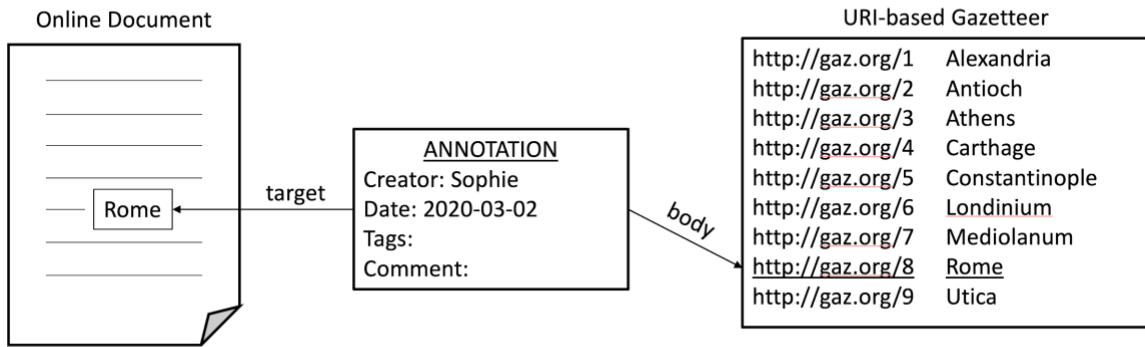 Online Document
Rome
target
ANNOTATION
Creator: Sophie
Date: 2020-03-02
Tags:
Comment:
body
URI-based Gazetteer
http://gaz.org/1 Alexandria
http://gaz.org/2 Antioch
http://gaz.org/3 Athens
http://gaz.org/4 Carthage
http://gaz.org/5 Constantinople
http://gaz.org/6 Londinium
http://gaz.org/7 Mediolanum
http://gaz.org/8 Rome
http://gaz.org/9 Utica